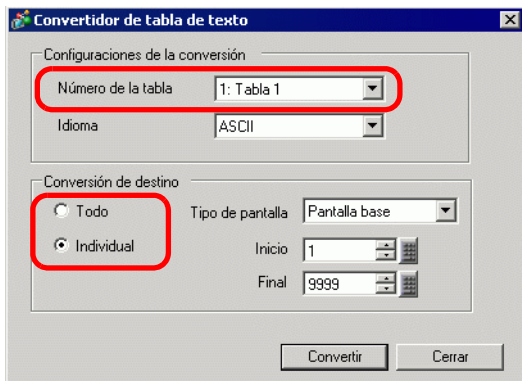 Convertidor de tabla de texto
Configuraciones de la conversión
Número de la tabla 1: Tabla 1
Idioma ASCII
Conversión de destino
Todo Tipo de pantalla Pantalla base
Individual Inicio 1
Final 9999
Convertir Cerrar